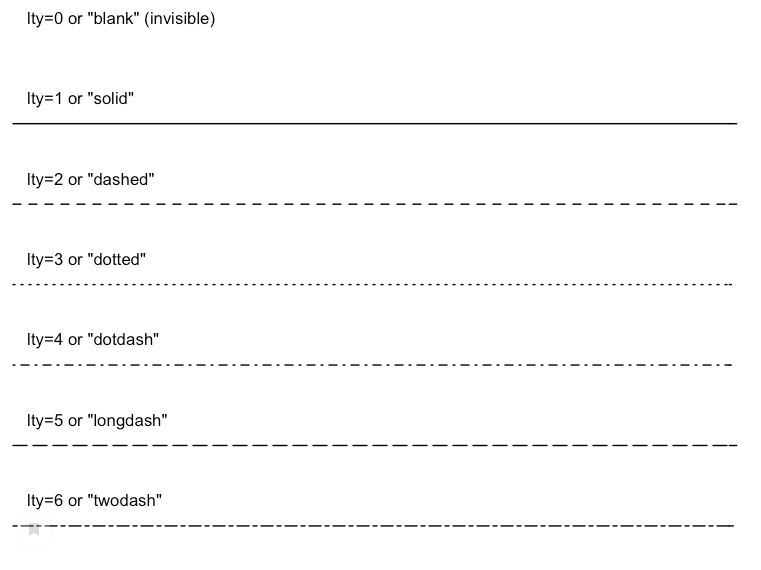 lty=0 or "blank" (invisible)
lty=1 or "solid"
lty=2 or "dashed"
lty=3 or "dotted"
lty=4 or "dotdash"
lty=5 or "longdash"
lty=6 or "twodash"